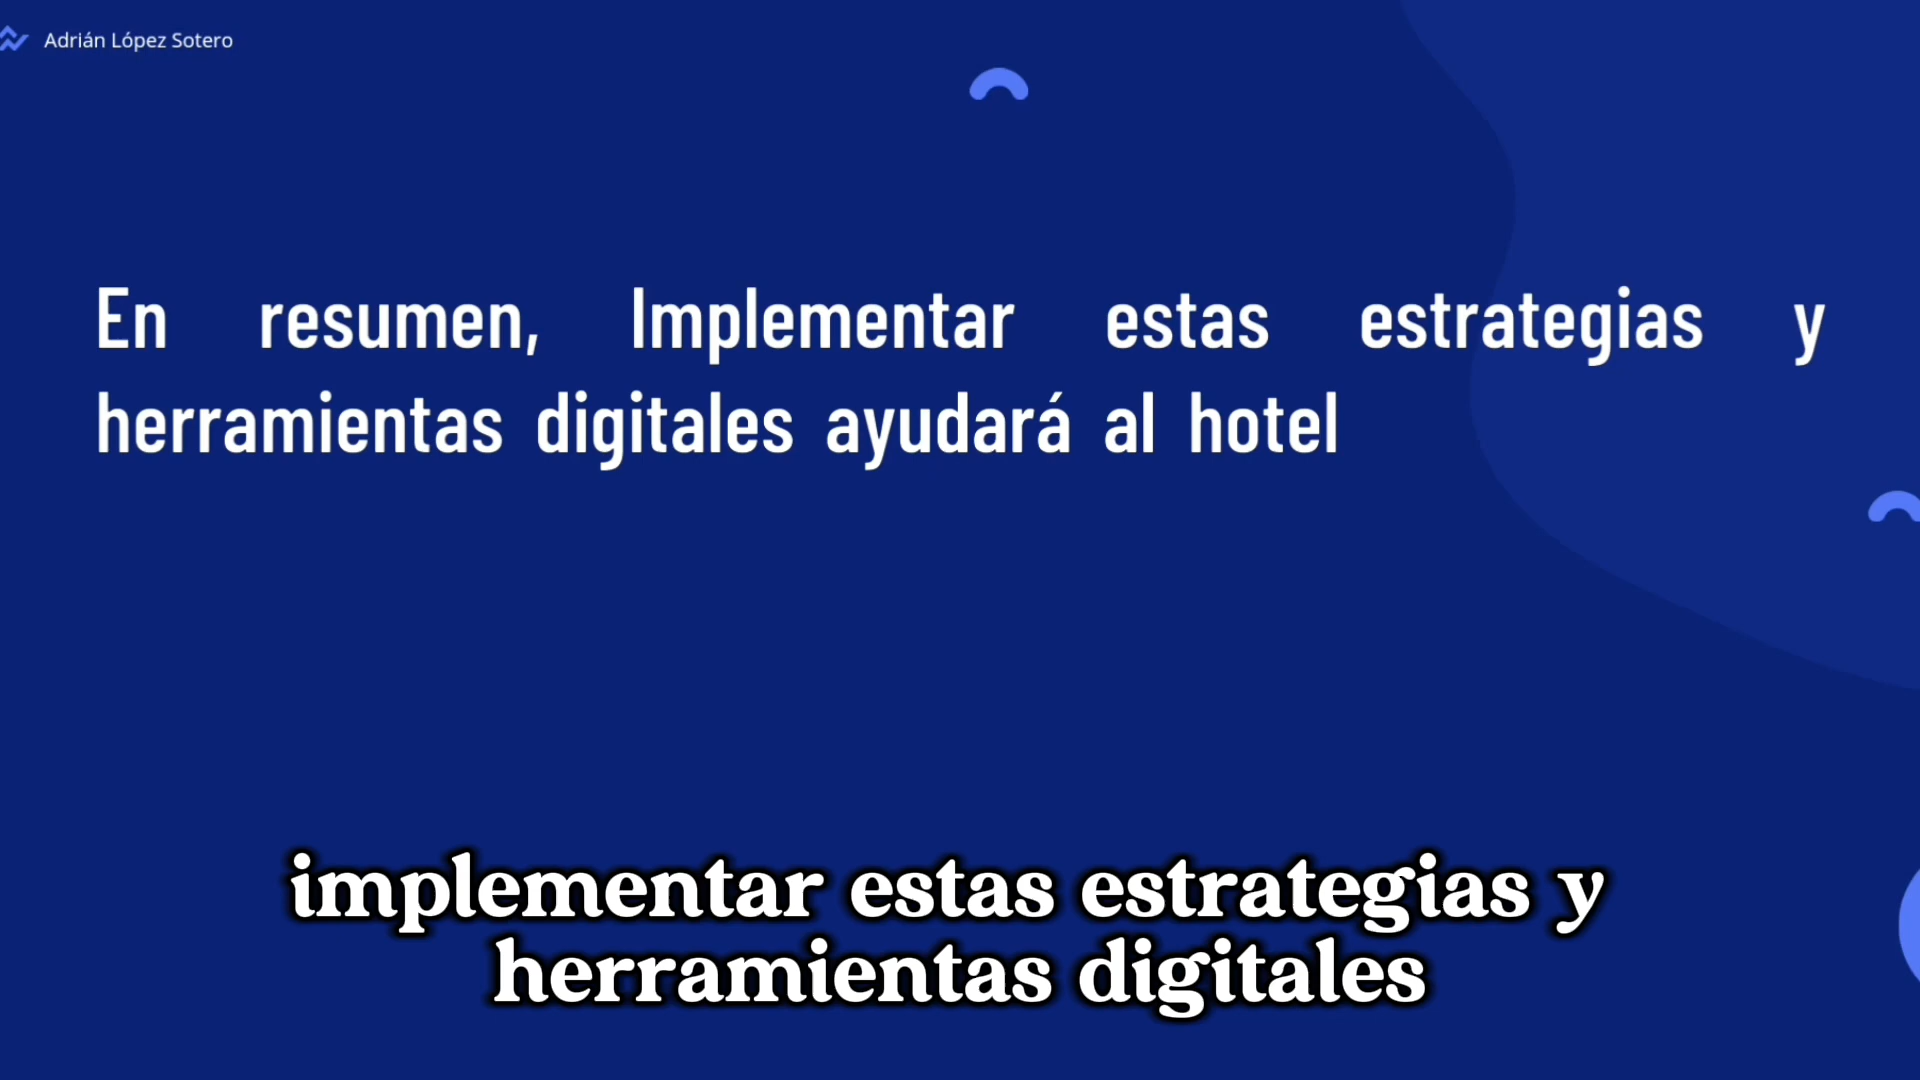 Adrián López Sotero
En resumen, Implementar estas estrategias y
herramientas digitales ayudará al hotel
implementar estas estrategias y
herramientas digitales